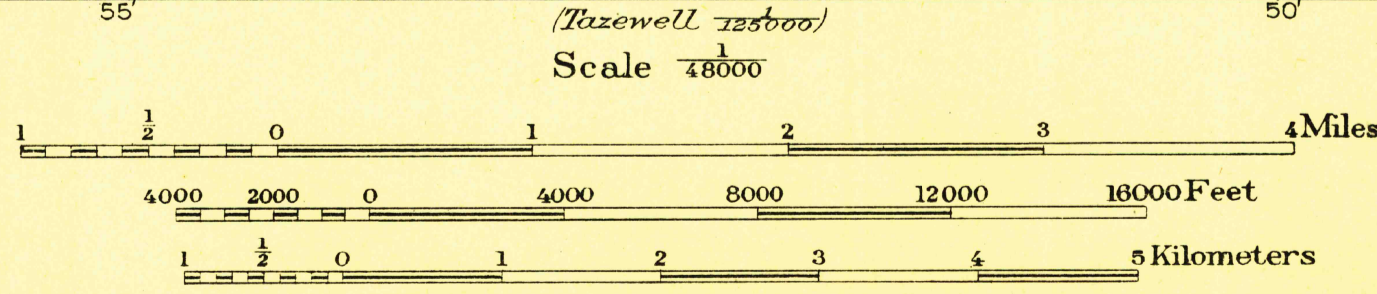 55' 50'
(Tazewell 1/125000)
Scale 1/48000
1 1/2 0 1 2 3 4 Miles
4000 2000 0 4000 8000 12000 16000 Feet
1 1/2 0 1 2 3 4 5 Kilometers